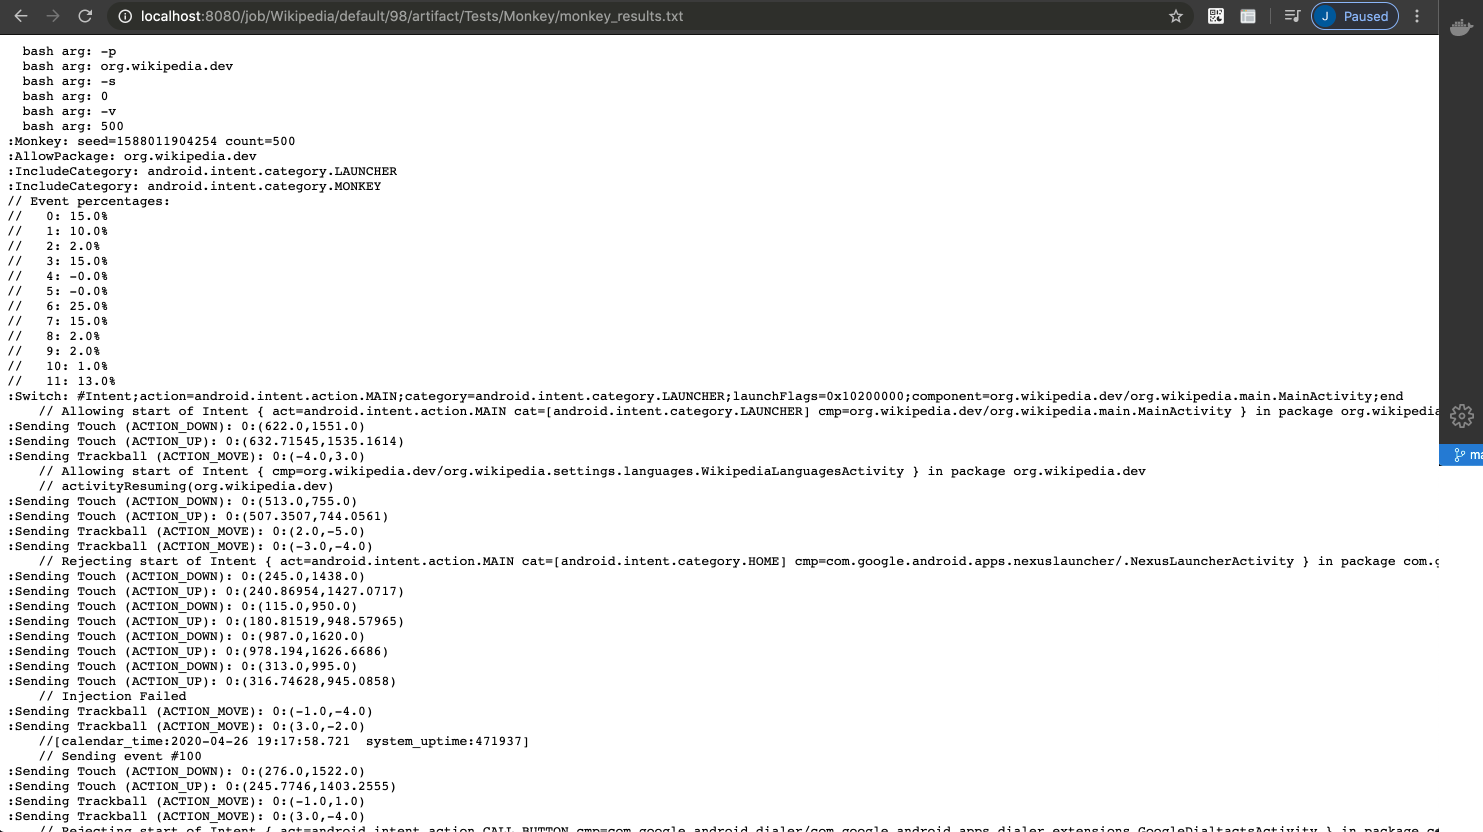 localhost:8080/job/Wikipedia/default/98/artifact/Tests/Monkey/monkey_results.txt
J Paused
bash arg: -p
bash arg: org.wikipedia.dev
bash arg: -s
bash arg: 0
bash arg: -v
bash arg: 500
:Monkey: seed=1588011904254 count=500
:AllowPackage: org.wikipedia.dev
:IncludeCategory: android.intent.category.LAUNCHER
:IncludeCategory: android.intent.category.MONKEY
// Event percentages:
//   0: 15.0%
//   1: 10.0%
//   2: 2.0%
//   3: 15.0%
//   4: -0.0%
//   5: -0.0%
//   6: 25.0%
//   7: 15.0%
//   8: 2.0%
//   9: 2.0%
//   10: 1.0%
//   11: 13.0%
:Switch: #Intent;action=android.intent.action.MAIN;category=android.intent.category.LAUNCHER;launchFlags=0x10200000;component=org.wikipedia.dev/org.wikipedia.main.MainActivity;end
// Allowing start of Intent { act=android.intent.action.MAIN cat=[android.intent.category.LAUNCHER] cmp=org.wikipedia.dev/org.wikipedia.main.MainActivity } in package org.wikipedia
:Sending Touch (ACTION_DOWN): 0:(622.0,1551.0)
:Sending Touch (ACTION_UP): 0:(632.71545,1535.1614)
:Sending Trackball (ACTION_MOVE): 0:(-4.0,3.0)
// Allowing start of Intent { cmp=org.wikipedia.dev/org.wikipedia.settings.languages.WikipediaLanguagesActivity } in package org.wikipedia.dev
// activityResuming(org.wikipedia.dev)
:Sending Touch (ACTION_DOWN): 0:(513.0,755.0)
:Sending Touch (ACTION_UP): 0:(507.3507,744.0561)
:Sending Trackball (ACTION_MOVE): 0:(2.0,-5.0)
:Sending Trackball (ACTION_MOVE): 0:(-3.0,-4.0)
// Rejecting start of Intent { act=android.intent.action.MAIN cat=[android.intent.category.HOME] cmp=com.google.android.apps.nexuslauncher/.NexusLauncherActivity } in package com.g
:Sending Touch (ACTION_DOWN): 0:(245.0,1438.0)
:Sending Touch (ACTION_UP): 0:(240.86954,1427.0717)
:Sending Touch (ACTION_DOWN): 0:(115.0,950.0)
:Sending Touch (ACTION_UP): 0:(180.81519,948.57965)
:Sending Touch (ACTION_DOWN): 0:(987.0,1620.0)
:Sending Touch (ACTION_UP): 0:(978.194,1626.6686)
:Sending Touch (ACTION_DOWN): 0:(313.0,995.0)
:Sending Touch (ACTION_UP): 0:(316.74628,945.0858)
// Injection Failed
:Sending Trackball (ACTION_MOVE): 0:(-1.0,-4.0)
:Sending Trackball (ACTION_MOVE): 0:(3.0,-2.0)
//[calendar_time:2020-04-26 19:17:58.721  system_uptime:471937]
// Sending event #100
:Sending Touch (ACTION_DOWN): 0:(276.0,1522.0)
:Sending Touch (ACTION_UP): 0:(245.7746,1403.2555)
:Sending Trackball (ACTION_MOVE): 0:(-1.0,1.0)
:Sending Trackball (ACTION_MOVE): 0:(3.0,-4.0)
// Rejecting start of Intent { act=android.intent.action.CALL_BUTTON cmp=com.google.android.dialer/com.google.android.apps.dialer.extensions.GoogleDialtactsActivity } in package
ma